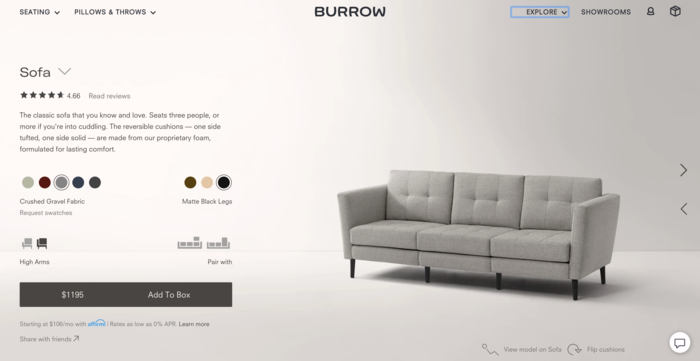 SEATING
PILLOWS & THROWS
BURROW
EXPLORE
SHOWROOMS
Sofa
4.66 Read reviews
The classic sofa that you know and love. Seats three people, or
more if you're into cuddling. The reversible cushions — one side
tufted, one side solid — are made from our proprietary foam,
formulated for lasting comfort.
Crushed Gravel Fabric
Matte Black Legs
Request swatches
High Arms
Pair with
$1195 Add To Box
Starting at $106/mo with affirm | Rates as low as 0% APR. Learn more
Share with friends
View model on Sofa
Flip cushions